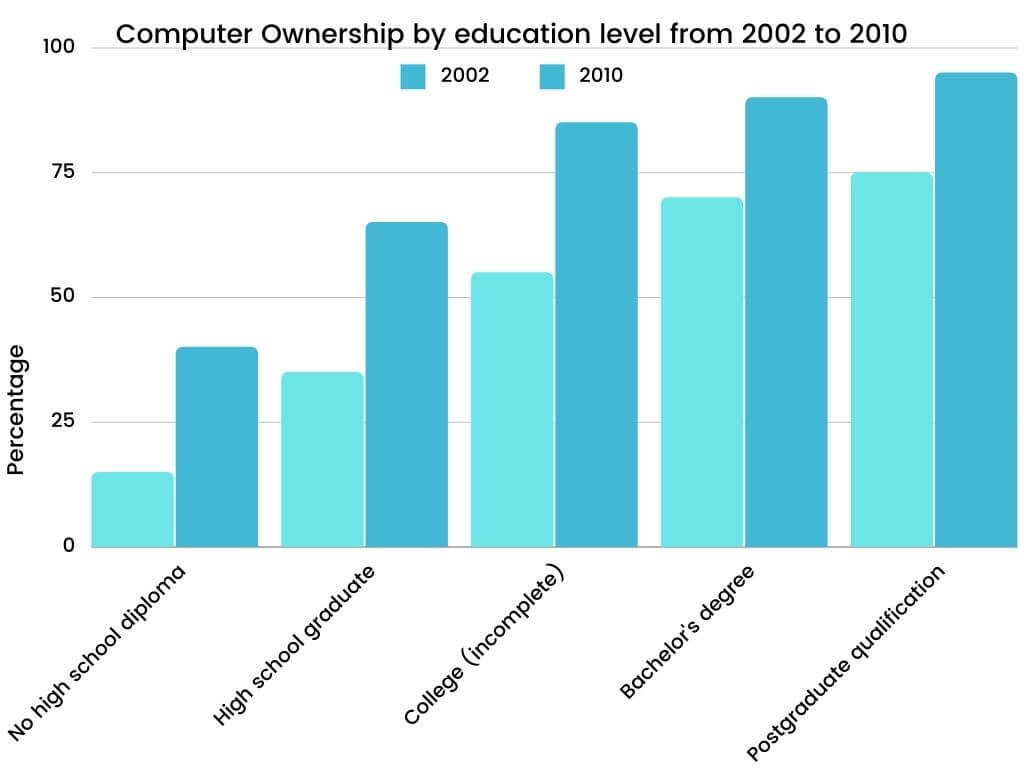 Computer Ownership by education level from 2002 to 2010
2002 2010
100
75
50
25
0
Percentage
No high school diploma
High school graduate
College (incomplete)
Bachelor's degree
Postgraduate qualification